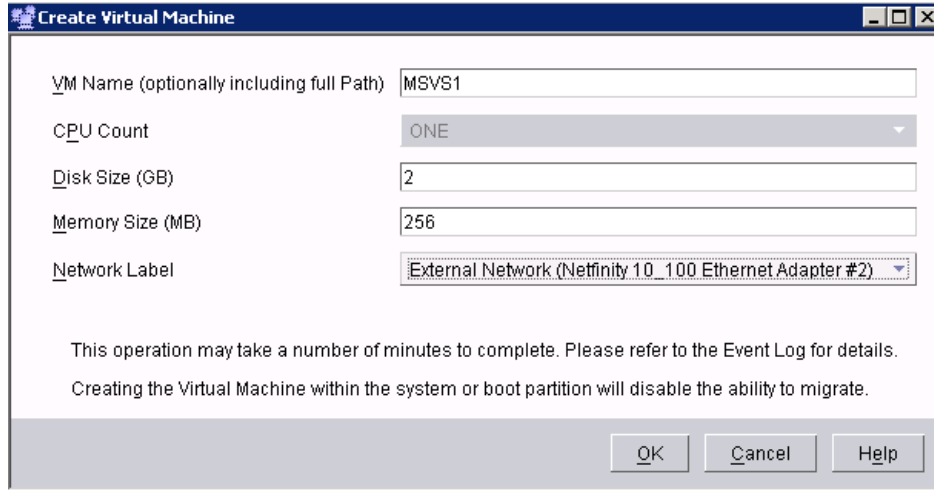 Create Virtual Machine
VM Name (optionally including full Path) MSVS1
CPU Count ONE
Disk Size (GB) 2
Memory Size (MB) 256
Network Label External Network (Netfinity 10_100 Ethernet Adapter #2)
This operation may take a number of minutes to complete. Please refer to the Event Log for details.
Creating the Virtual Machine within the system or boot partition will disable the ability to migrate.
OK Cancel Help